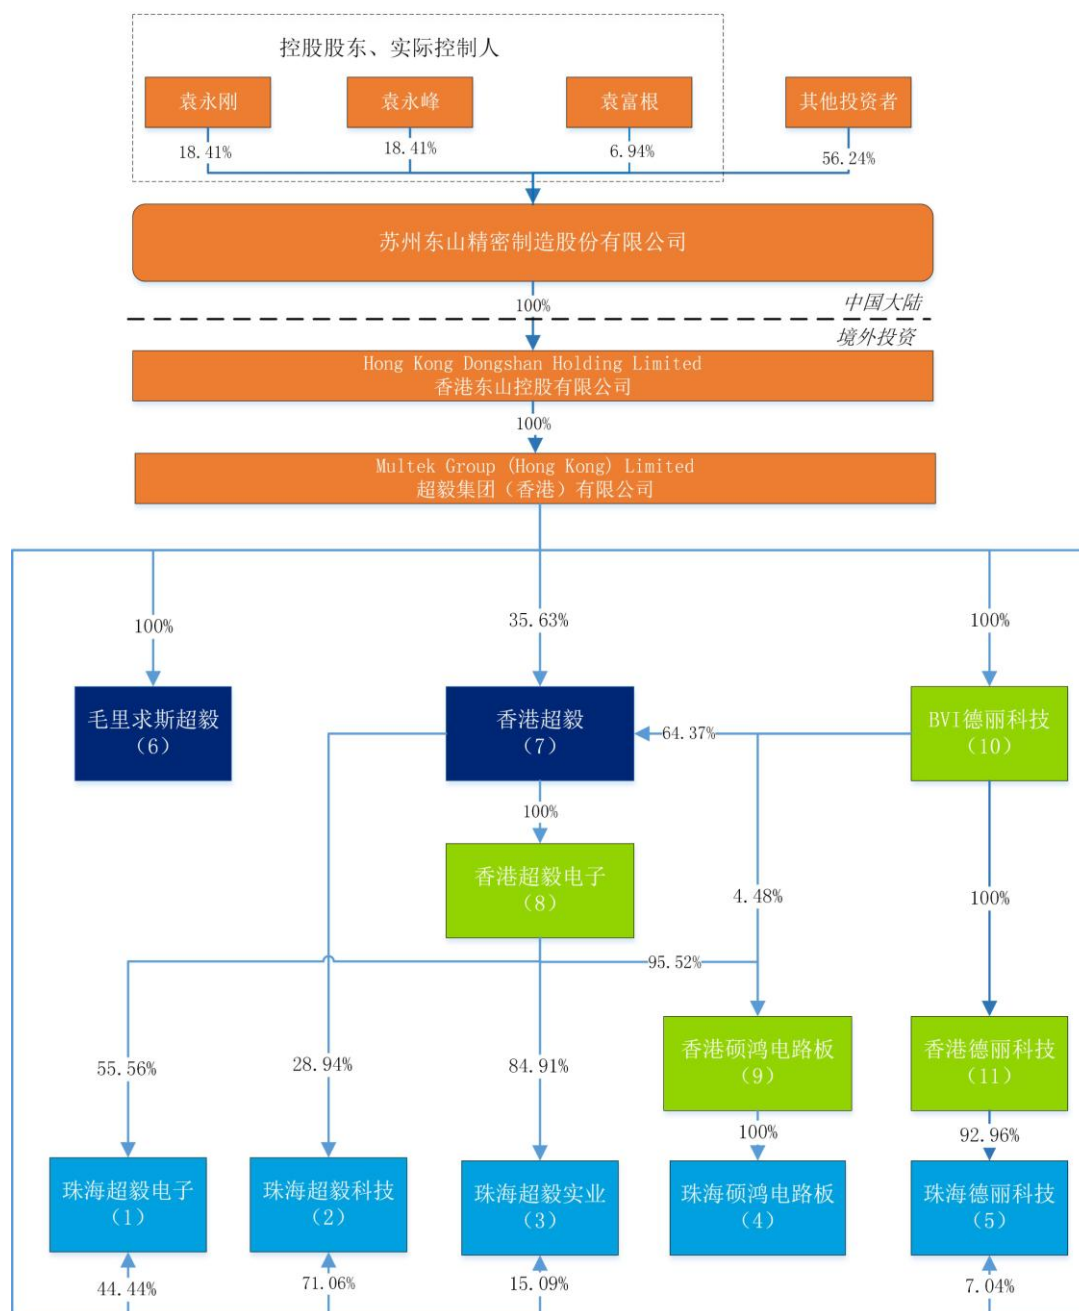 控股股东、实际控制人
袁永刚
袁永峰
袁富根
其他投资者
18.41%
18.41%
6.94%
56.24%
苏州东山精密制造股份有限公司
100%
中国大陆
境外投资
Hong Kong Dongshan Holding Limited
香港东山控股有限公司
100%
Multek Group (Hong Kong) Limited
超毅集团（香港）有限公司
100%
35.63%
100%
毛里求斯超毅
（6）
香港超毅
（7）
64.37%
BVI德丽科技
（10）
100%
香港超毅电子
（8）
4.48%
100%
95.52%
55.56%
28.94%
84.91%
香港硕鸿电路板
（9）
香港德丽科技
（11）
100%
92.96%
珠海超毅电子
（1）
珠海超毅科技
（2）
珠海超毅实业
（3）
珠海硕鸿电路板
（4）
珠海德丽科技
（5）
44.44%
71.06%
15.09%
7.04%